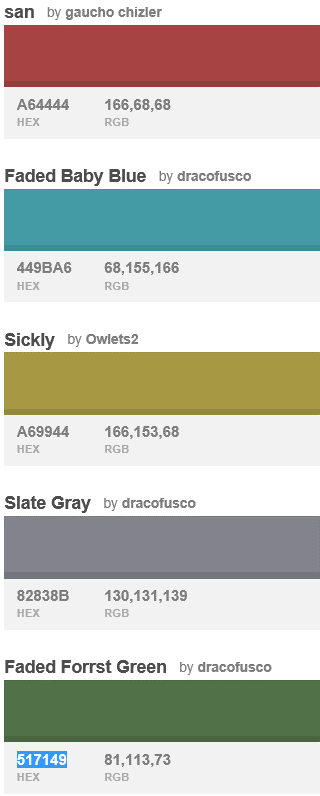 san by gaucho chizler
A64444 166,68,68
HEX RGB
Faded Baby Blue by dracofusco
449BA6 68,155,166
HEX RGB
Sickly by Owlets2
A69944 166,153,68
HEX RGB
Slate Gray by dracofusco
82838B 130,131,139
HEX RGB
Faded Forrst Green by dracofusco
517149 81,113,73
HEX RGB